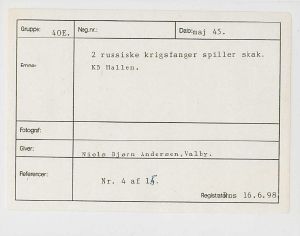 Gruppe: 40E. Neg.nr.: Dato: maj 45.
Emne: 2 russiske krigsfanger spiller skak.
KB Hallen.
Fotograf:
Giver: Niels Bjørn Andersen, Valby.
Referencer: Nr. 4 af 15.
Registrator: 16.6.98.